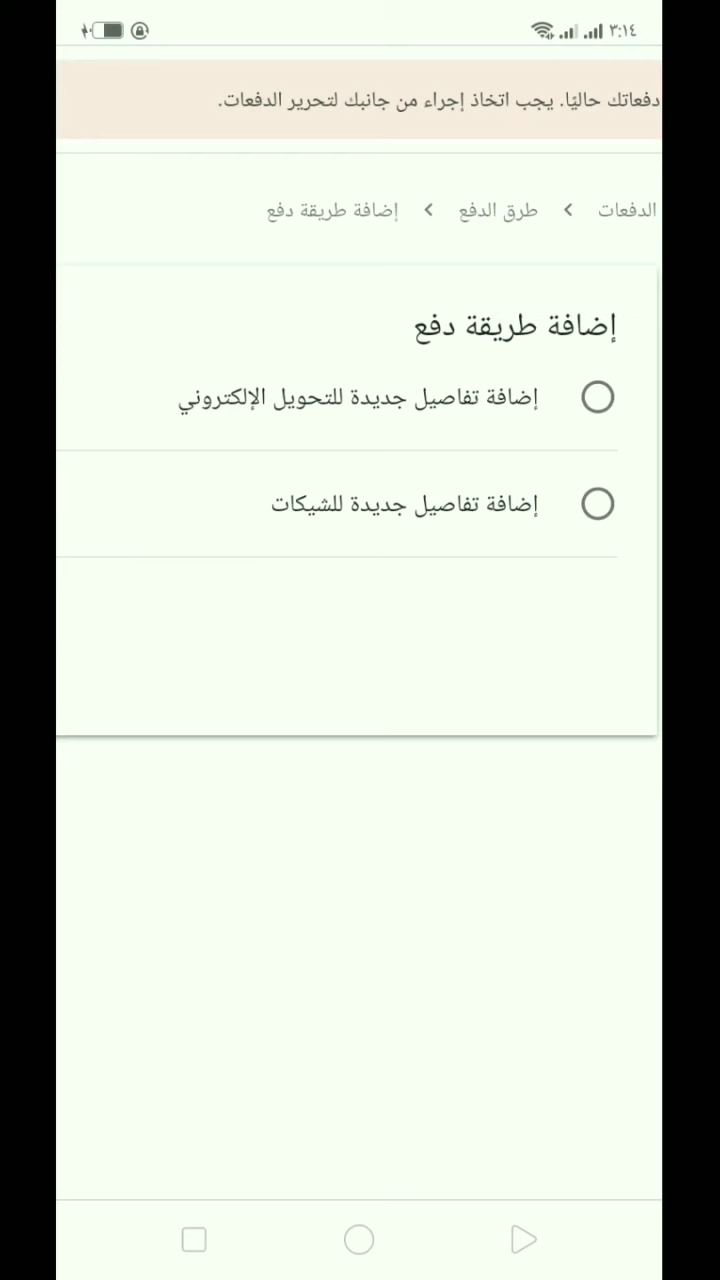 ٣:١٤
دفعاتك حاليًا. يجب اتخاذ إجراء من جانبك لتحرير الدفعات.
الدفعات > طرق الدفع > إضافة طريقة دفع
إضافة طريقة دفع
إضافة تفاصيل جديدة للتحويل الإلكتروني
إضافة تفاصيل جديدة للشيكات